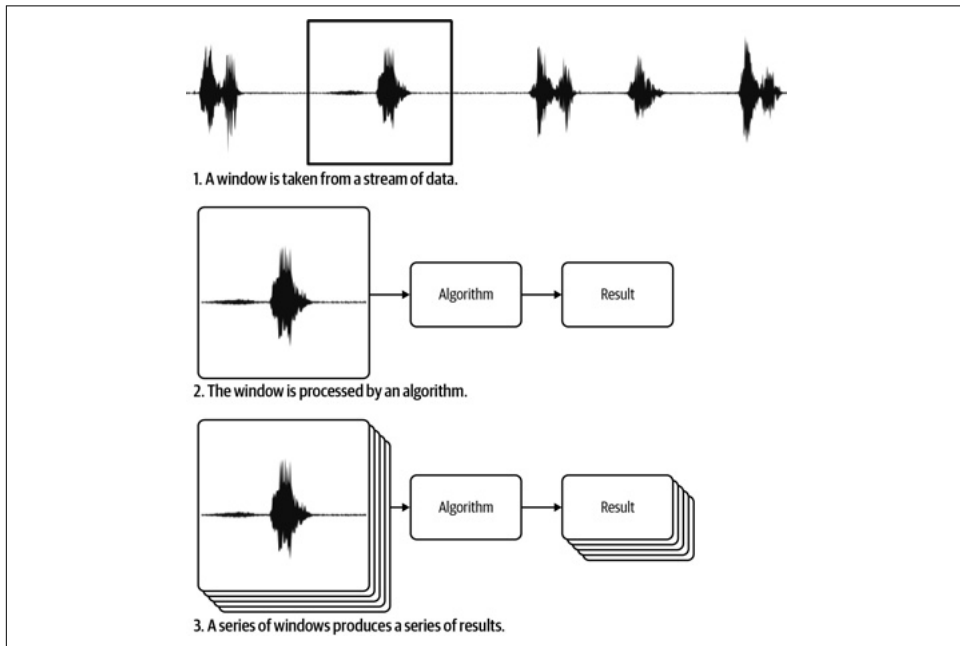 1. A window is taken from a stream of data.
Algorithm
Result
2. The window is processed by an algorithm.
Algorithm
Result
3. A series of windows produces a series of results.